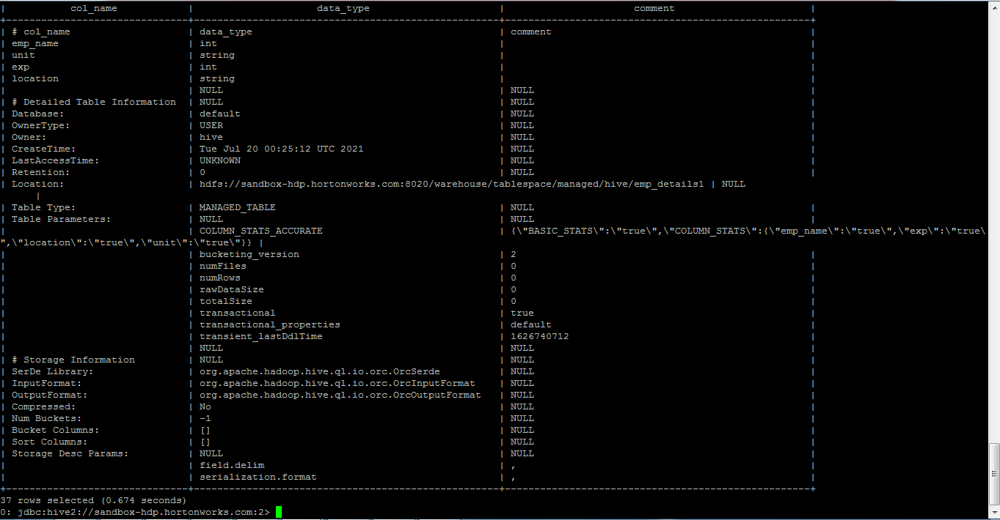 | col_name | data_type | comment |
+----------+----------+----------+
| # col_name | data_type | comment |
| emp_name | int | |
| unit | string | |
| exp | int | |
| location | string | |
| | NULL | NULL |
| # Detailed Table Information | NULL | NULL |
| Database: | default | NULL |
| OwnerType: | USER | NULL |
| Owner: | hive | NULL |
| CreateTime: | Tue Jul 20 00:25:12 UTC 2021 | NULL |
| LastAccessTime: | UNKNOWN | NULL |
| Retention: | 0 | NULL |
| Location: | hdfs://sandbox-hdp.hortonworks.com:8020/warehouse/tablespace/managed/hive/emp_details1 | NULL
|
| Table Type: | MANAGED_TABLE | NULL |
| Table Parameters: | NULL | NULL |
| | COLUMN_STATS_ACCURATE | {\"BASIC_STATS\":\"true\",\"COLUMN_STATS\":{\"emp_name\":\"true\",\"exp\":\"true\
",\"location\":\"true\",\"unit\":\"true\"}} |
| | bucketing_version | 2 |
| | numFiles | 0 |
| | numRows | 0 |
| | rawDataSize | 0 |
| | totalSize | 0 |
| | transactional | true |
| | transactional_properties | default |
| | transient_lastDdlTime | 1626740712 |
| | NULL | NULL |
| # Storage Information | NULL | NULL |
| SerDe Library: | org.apache.hadoop.hive.ql.io.orc.OrcSerde | NULL |
| InputFormat: | org.apache.hadoop.hive.ql.io.orc.OrcInputFormat | NULL |
| OutputFormat: | org.apache.hadoop.hive.ql.io.orc.OrcOutputFormat | NULL |
| Compressed: | No | NULL |
| Num Buckets: | -1 | NULL |
| Bucket Columns: | [] | NULL |
| Sort Columns: | [] | NULL |
| Storage Desc Params: | NULL | NULL |
| | field.delim | , |
| | serialization.format | , |
+----------+----------+----------+
37 rows selected (0.674 seconds)
0: jdbc:hive2://sandbox-hdp.hortonworks.com:2>